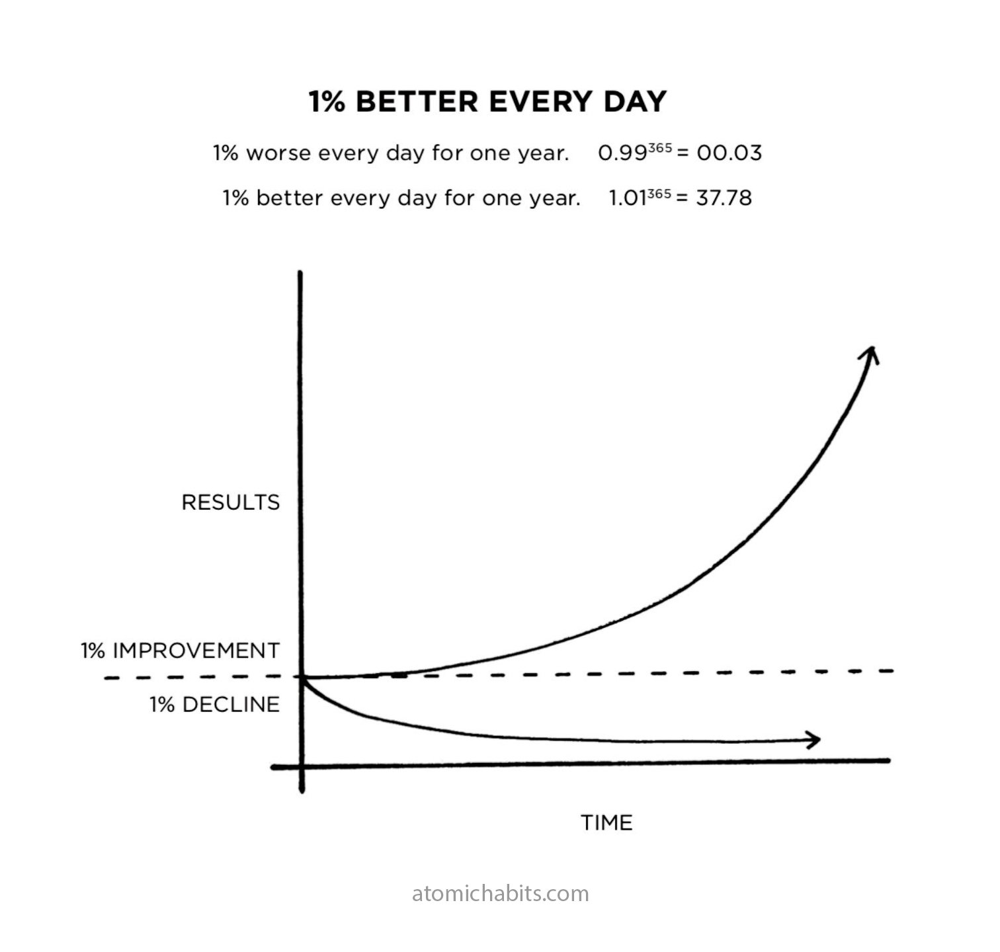 1% BETTER EVERY DAY
1% worse every day for one year. 0.99³⁶⁵ = 00.03
1% better every day for one year. 1.01³⁶⁵ = 37.78
RESULTS
1% IMPROVEMENT
1% DECLINE
TIME
atomichabits.com